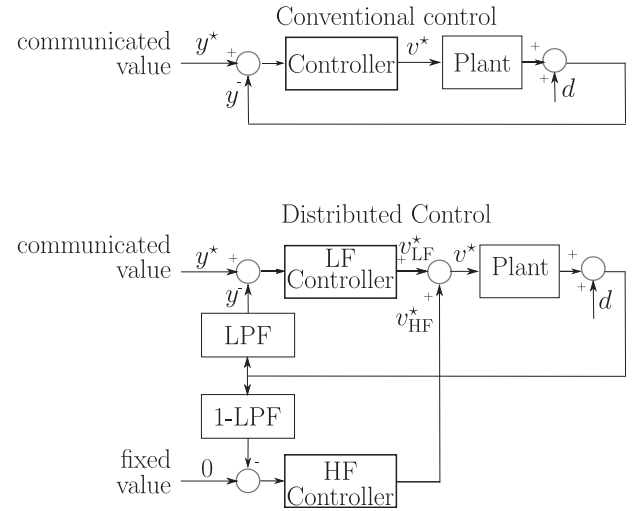 Conventional control
communicated value
y⋆
+
-
y
Controller
v⋆
Plant
+
+
d
Distributed Control
communicated value
y⋆
+
-
y
LF Controller
v⋆LF
+
+
v⋆HF
v⋆
Plant
+
+
d
LPF
1-LPF
fixed value
0
-
HF Controller